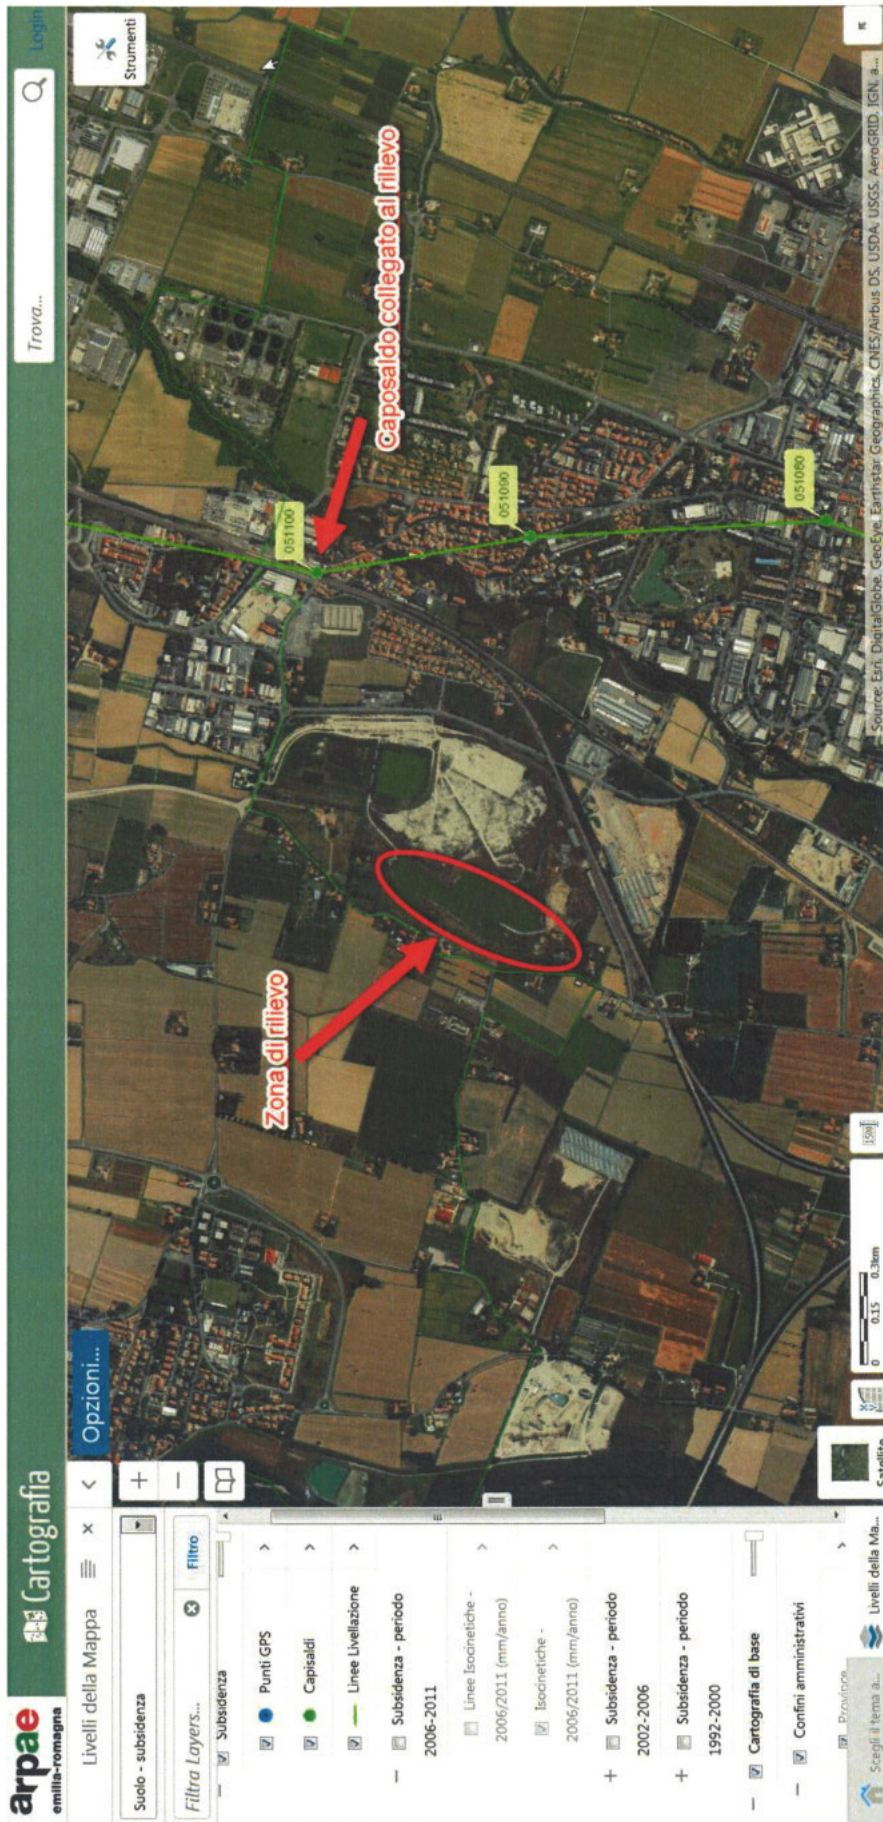 arpae
emilia-romagna
Cartografia
Trova...
Login
Livelli della Mappa
Opzioni...
Strumenti
Suolo - subsidenza
Filtra Layers...
Filtro
Subsidenza
Punti GPS
Capisaldi
Linee Livellazione
Subsidenza - periodo
2006-2011
Linee Isocinetiche -
2006/2011 (mm/anno)
Isocinetiche -
2006/2011 (mm/anno)
Subsidenza - periodo
2002-2006
Subsidenza - periodo
1992-2000
Cartografia di base
Confini amministrativi
Province
Scegli il tema a...
Livelli della Ma...
Zona di rilievo
Caposaldo collegato al rilievo
051100
051090
051080
Satellite
0 0.15 0.3km
Source: Esri, DigitalGlobe, GeoEye, Earthstar Geographics, CNES/Airbus DS, USDA, USGS, AeroGRID, IGN, a...